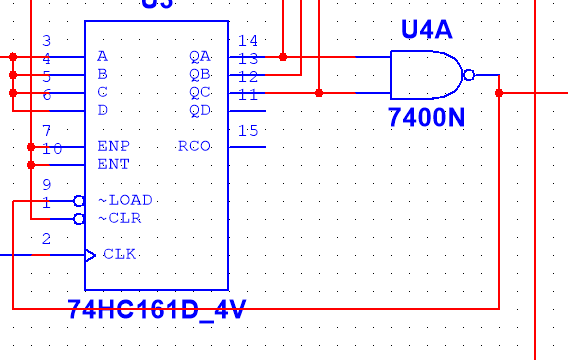 U3
U4A
3
4
5
6
7
10
9
1
2
A
B
C
D
ENP
ENT
~LOAD
~CLR
CLK
QA
QB
QC
QD
RCO
14
13
12
11
15
7400N
74HC161D_4V